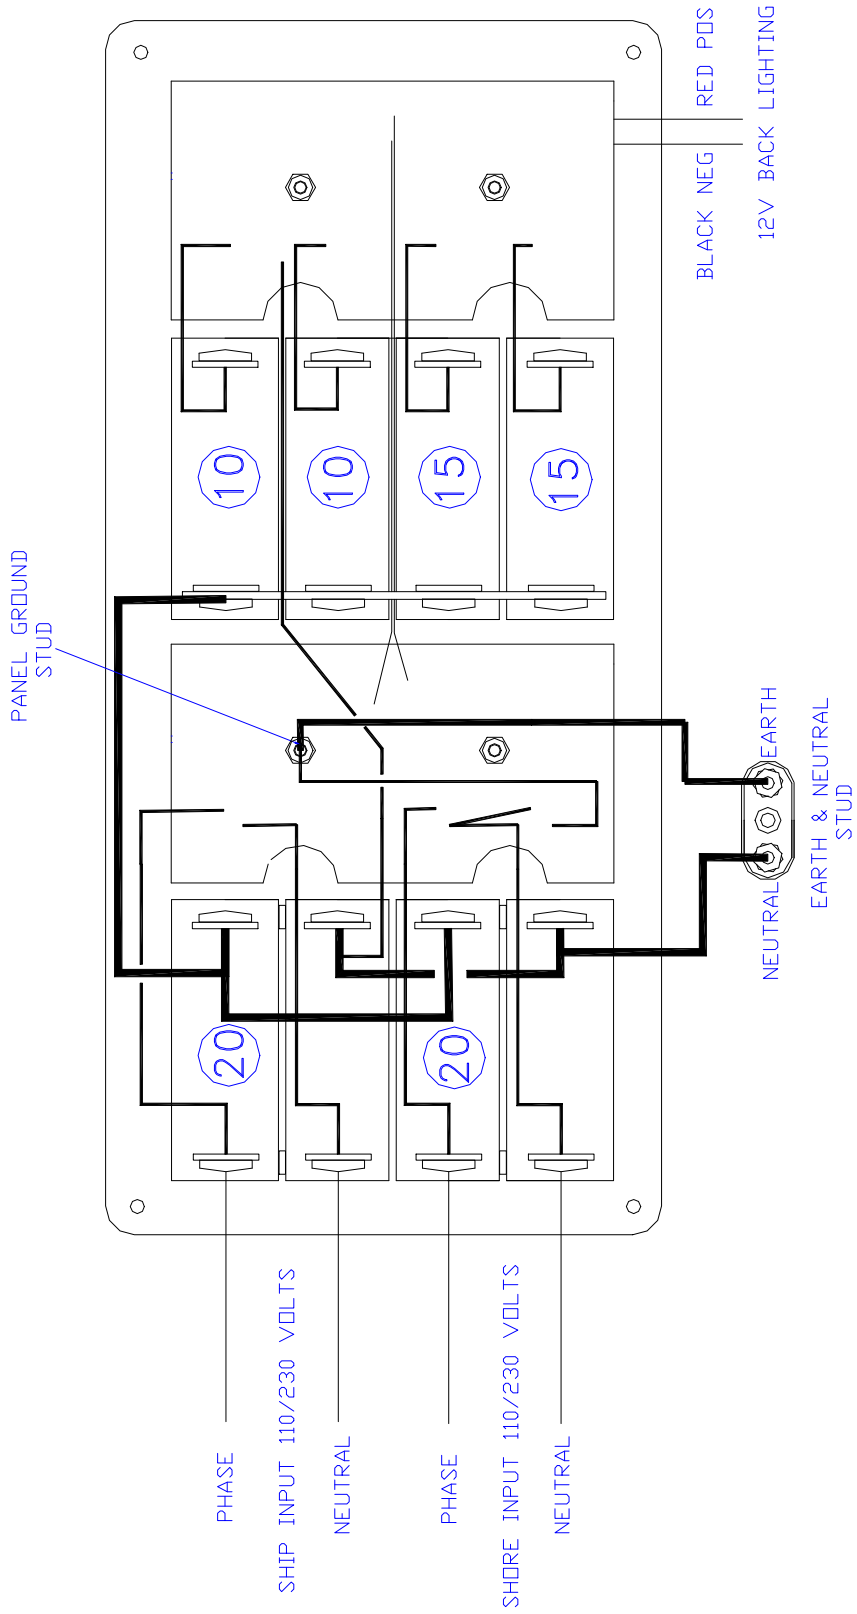 BLACK NEG RED POS
12V BACK LIGHTING
10
10
15
15
PANEL GROUND
STUD
EARTH
NEUTRAL
EARTH & NEUTRAL
STUD
20
20
PHASE
SHIP INPUT 110/230 VOLTS
NEUTRAL
PHASE
SHORE INPUT 110/230 VOLTS
NEUTRAL